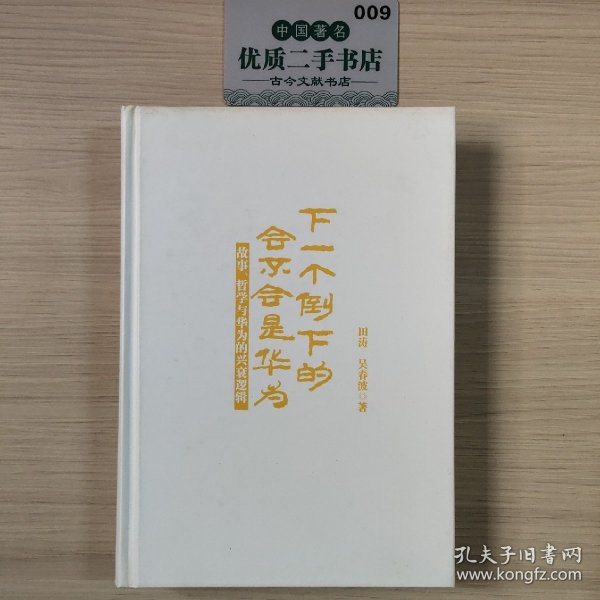 009
中国著名
优质二手书店
古今文献书店
下一个倒下的
会不会是华为
故事、哲学与华为的兴衰逻辑
田涛 吴春波◎著
孔夫子旧书网
www.kongfz.com